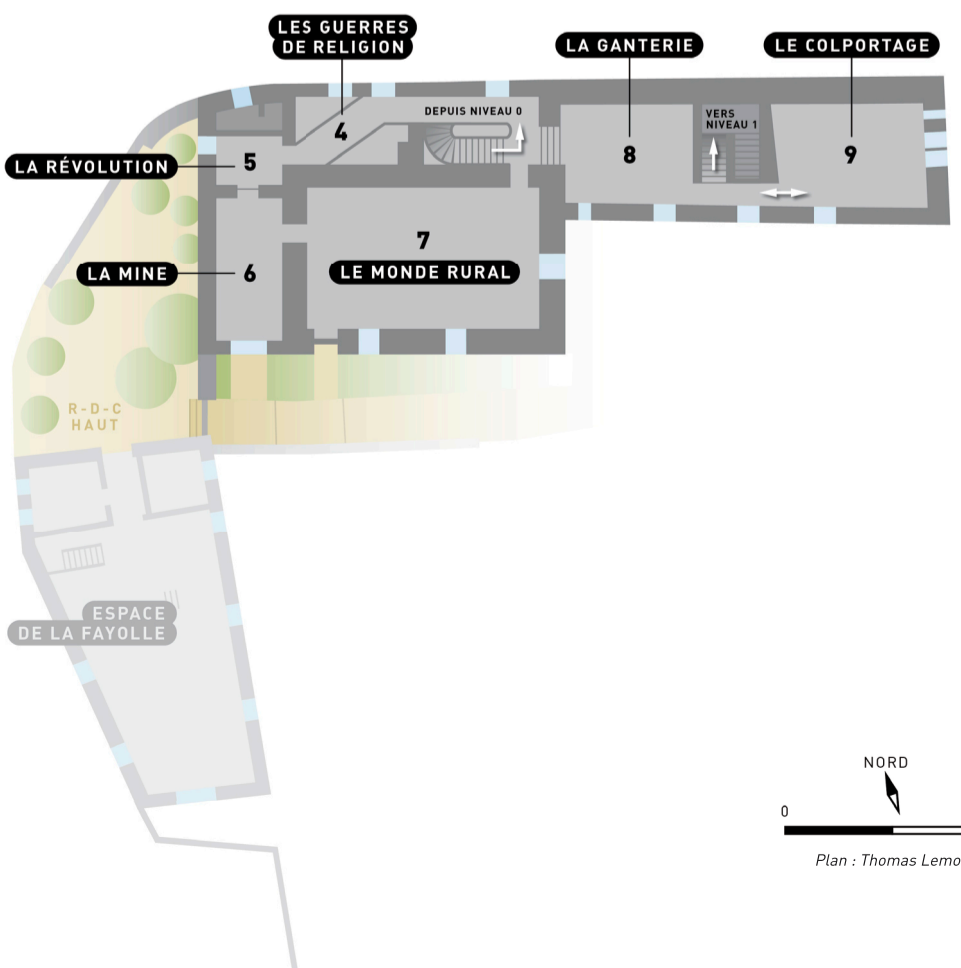 LES GUERRES
DE RELIGION
LA GANTERIE
LE COLPORTAGE
DEPUIS NIVEAU 0
VERS
NIVEAU 1
4
5
8
9
LA RÉVOLUTION
7
LE MONDE RURAL
LA MINE
6
R-D-C
HAUT
ESPACE
DE LA FAYOLLE
NORD
0
Plan : Thomas Lemo